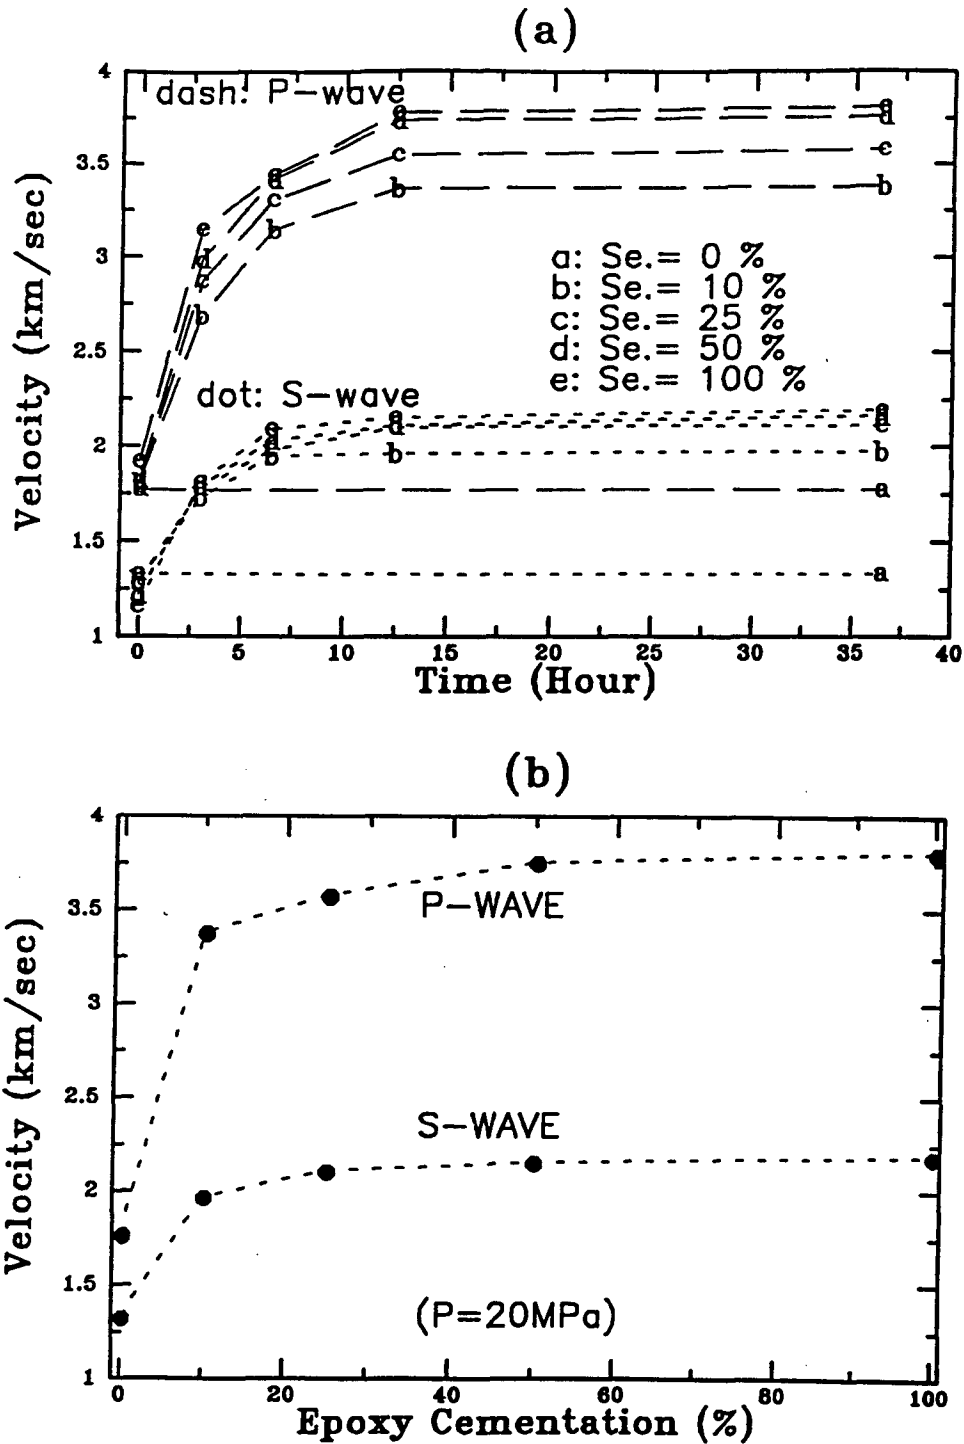 (a)
4
dash: P-wave
3.5
3
2.5
2
1.5
1
Velocity (km/sec)
a: Se.= 0 %
b: Se.= 10 %
c: Se.= 25 %
d: Se.= 50 %
e: Se.= 100 %
dot: S-wave
e
d
c
b
e
d
c
b
a
a
0 5 10 15 20 25 30 35 40
Time (Hour)
(b)
4
3.5
3
2.5
2
1.5
1
Velocity (km/sec)
P-WAVE
S-WAVE
(P=20MPa)
0 20 40 60 80 100
Epoxy Cementation (%)